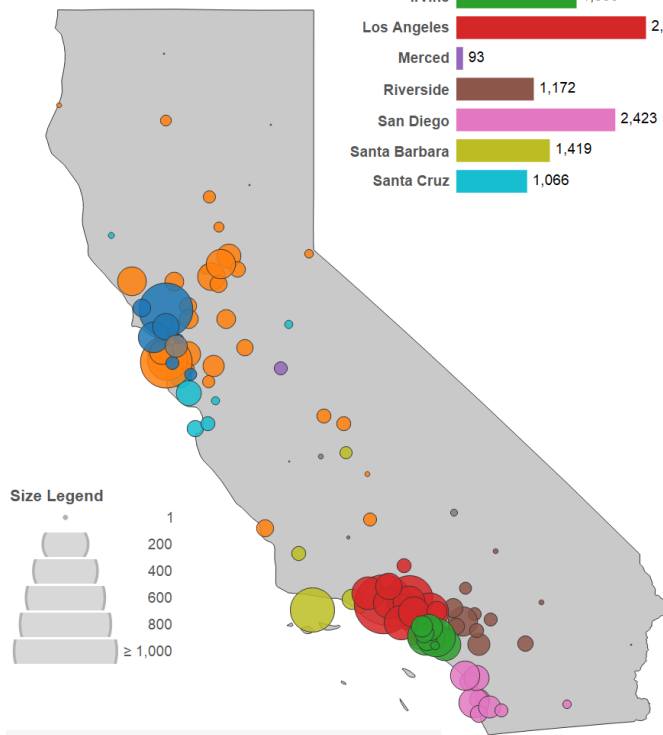 Los Angeles 2,
Merced 93
Riverside 1,172
San Diego 2,423
Santa Barbara 1,419
Santa Cruz 1,066
Size Legend
1
200
400
600
800
≥ 1,000